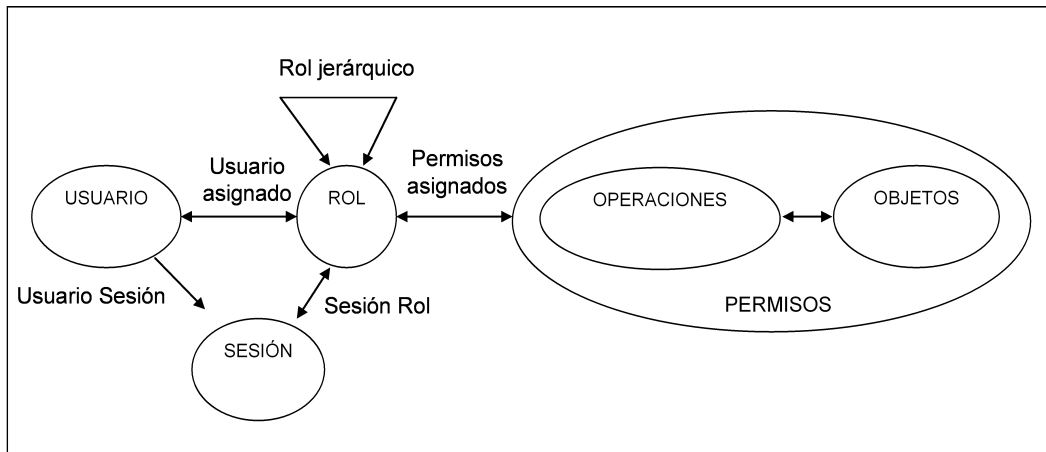 Rol jerárquico
Usuario
asignado
Permisos
asignados
USUARIO
ROL
OPERACIONES
OBJETOS
Usuario Sesión
Sesión Rol
PERMISOS
SESIÓN